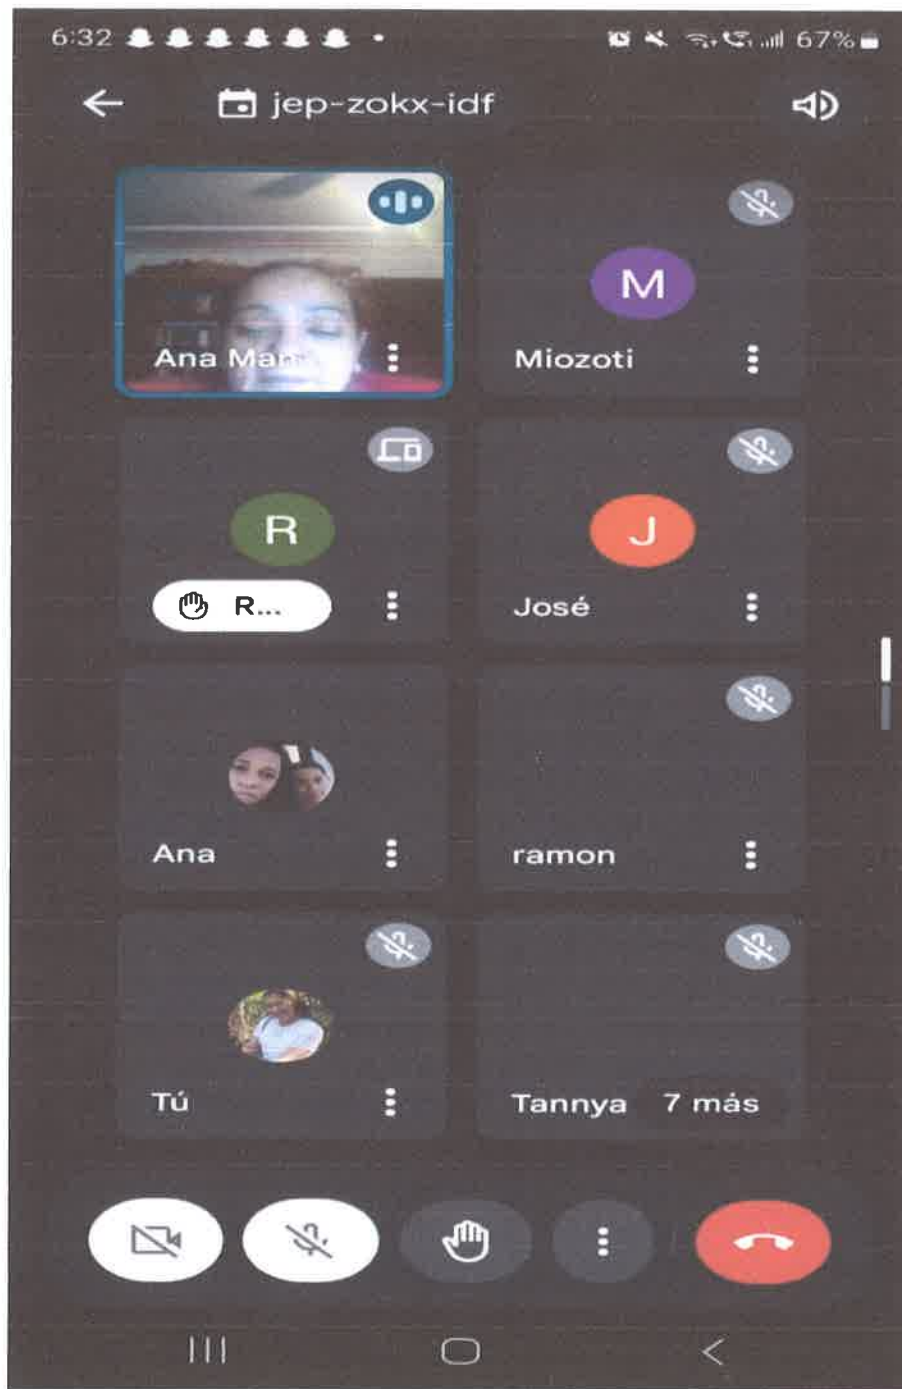 6:32 67%
jep-zokx-idf
Ana Mar
M
Miozoti
R
R...
J
José
Ana
ramon
Tú
Tannya 7 más